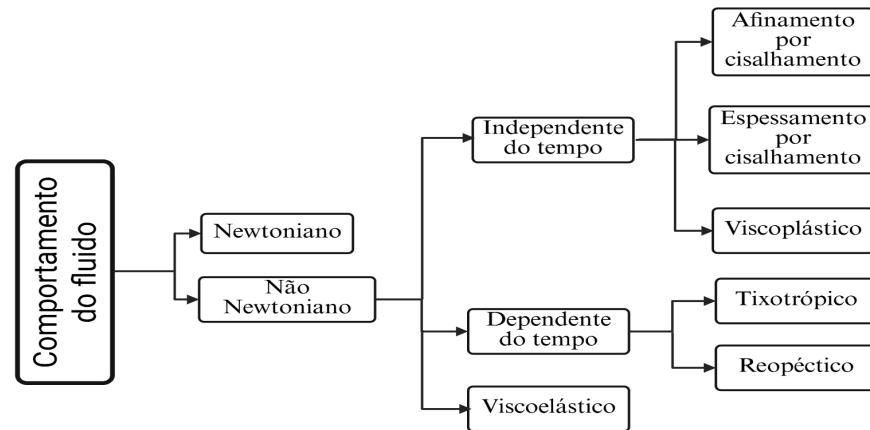 Comportamento
do fluido
Newtoniano
Não
Newtoniano
Independente
do tempo
Afinamento
por
cisalhamento
Espessamento
por
cisalhamento
Viscoplástico
Dependente
do tempo
Tixotrópico
Reopéctico
Viscoelástico